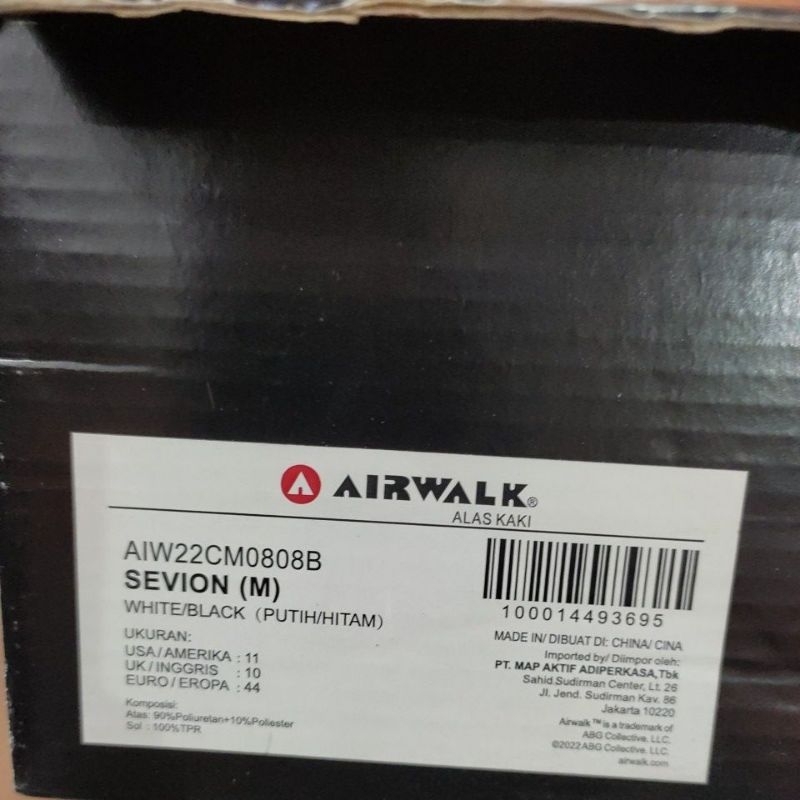 AIRWALK®
ALAS KAKI
AIW22CM0808B
SEVION (M)
WHITE/BLACK (PUTIH/HITAM)
UKURAN:
USA/AMERIKA : 11
UK/INGGRIS : 10
EURO/EROPA : 44
Komposisi:
Atas: 90%Poliuretan+10%Poliester
Sol : 100%TPR
100014493695
MADE IN/ DIBUAT DI: CHINA/ CINA
Imported by/ Diimpor oleh:
PT. MAP AKTIF ADIPERKASA,Tbk
Sahid Sudirman Center, Lt. 26
Jl. Jend. Sudirman Kav. 86
Jakarta 10220
Airwalk ™ is a trademark of
ABG Collective, LLC.
©2022 ABG Collective, LLC.
airwalk.com